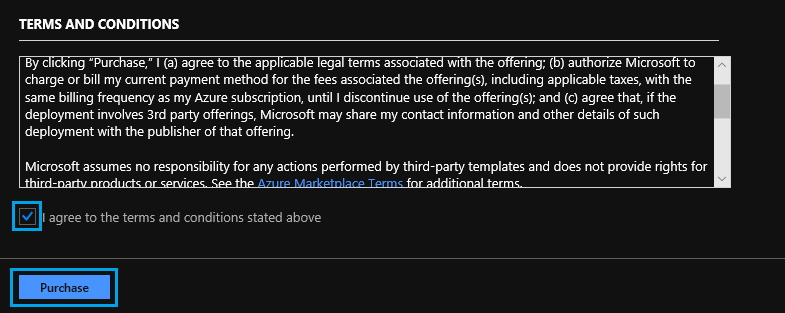 TERMS AND CONDITIONS
By clicking “Purchase,” I (a) agree to the applicable legal terms associated with the offering; (b) authorize Microsoft to
charge or bill my current payment method for the fees associated the offering(s), including applicable taxes, with the
same billing frequency as my Azure subscription, until I discontinue use of the offering(s); and (c) agree that, if the
deployment involves 3rd party offerings, Microsoft may share my contact information and other details of such
deployment with the publisher of that offering.
Microsoft assumes no responsibility for any actions performed by third-party templates and does not provide rights for
third-party products or services. See the Azure Marketplace Terms for additional terms.
I agree to the terms and conditions stated above
Purchase